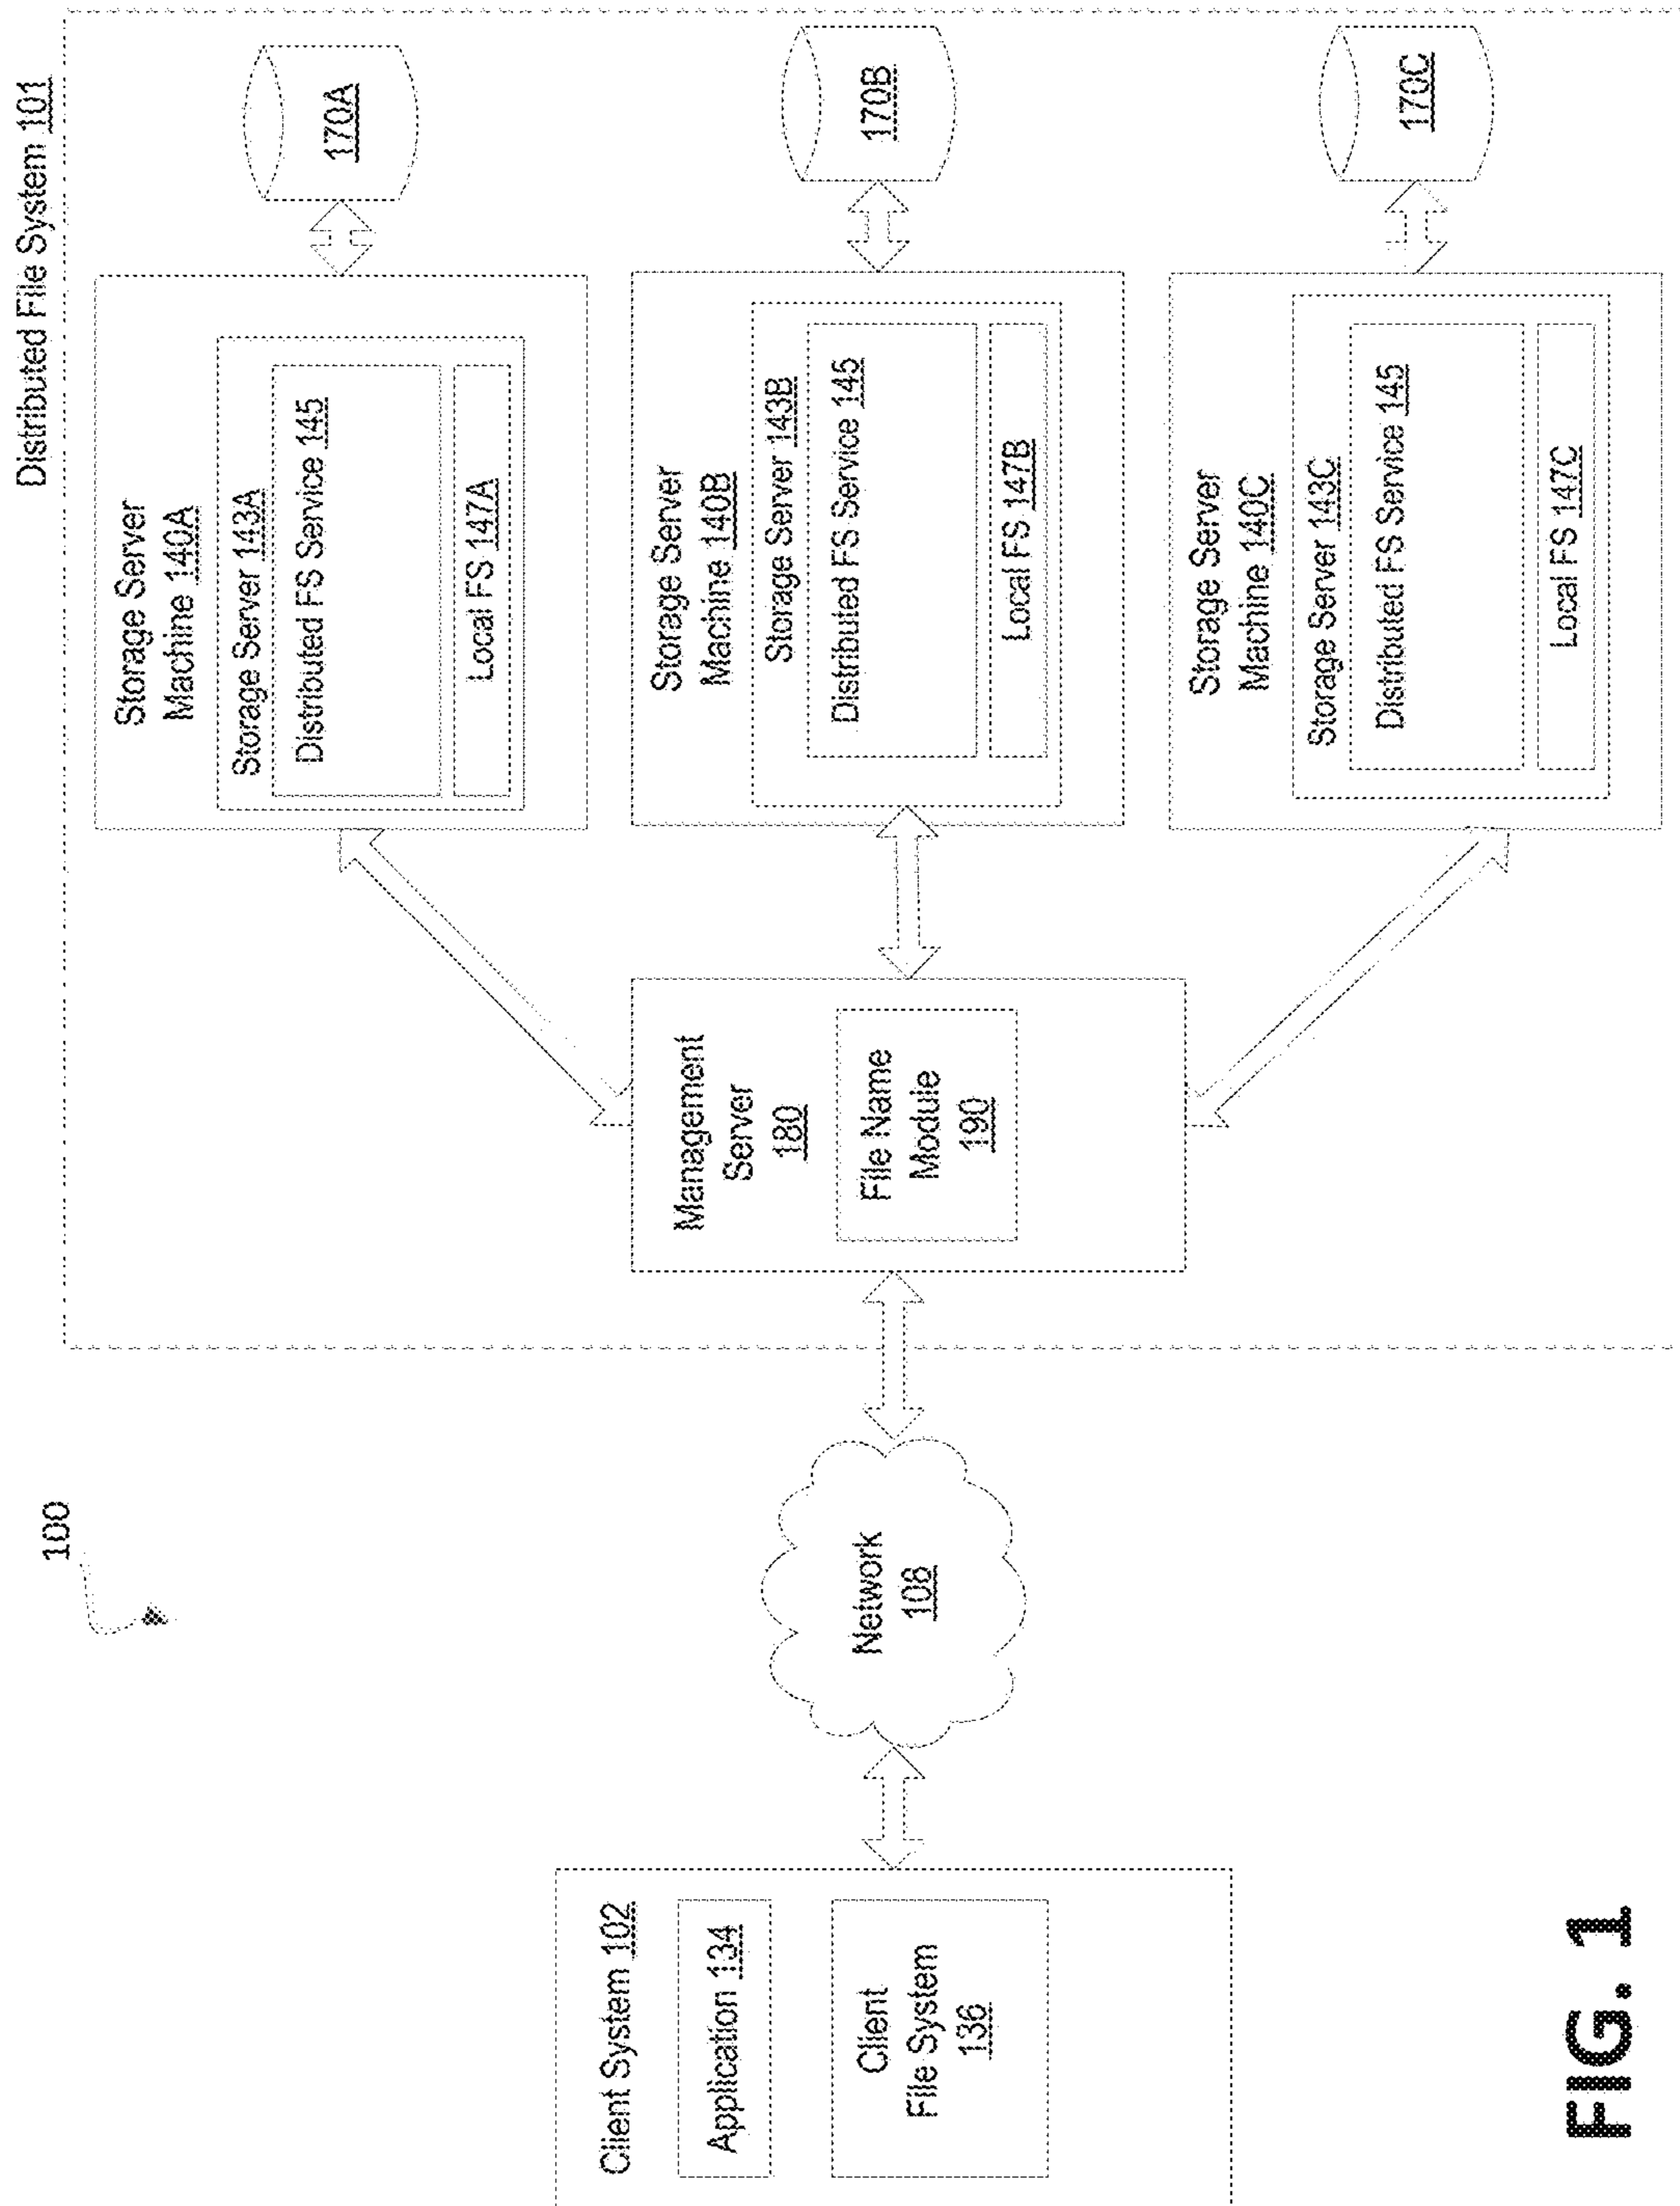 100
Distributed File System 101
Client System 102
Application 134
Client
File System
136
Network
108
Management
Server
180
File Name
Module
190
Storage Server
Machine 140A
Storage Server 143A
Distributed FS Service 145
Local FS 147A
170A
Storage Server
Machine 140B
Storage Server 143B
Distributed FS Service 145
Local FS 147B
170B
Storage Server
Machine 140C
Storage Server 143C
Distributed FS Service 145
Local FS 147C
170C
FIG. 1